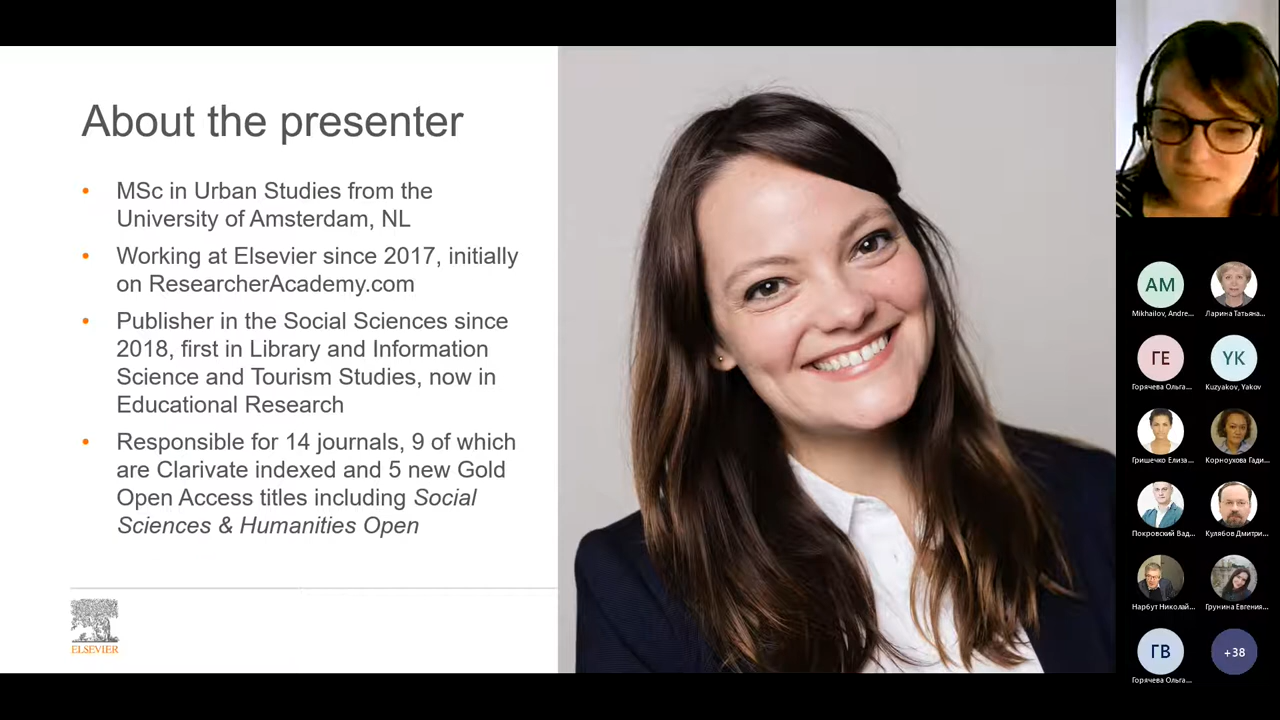 About the presenter
• MSc in Urban Studies from the
University of Amsterdam, NL
• Working at Elsevier since 2017, initially
on ResearcherAcademy.com
• Publisher in the Social Sciences since
2018, first in Library and Information
Science and Tourism Studies, now in
Educational Research
• Responsible for 14 journals, 9 of which
are Clarivate indexed and 5 new Gold
Open Access titles including Social
Sciences & Humanities Open
ELSEVIER
AM
Mikhailov, Andre...
Ларина Татьяна...
ГЕ
YK
Горячева Ольга...
Kuzyakov, Yakov
Гришечко Елиза...
Корноухова Гади...
Покровский Вад...
Кулябов Дмитри...
Нарбут Николай...
Грунина Евгения...
ГВ
+38
Горячева Ольга...